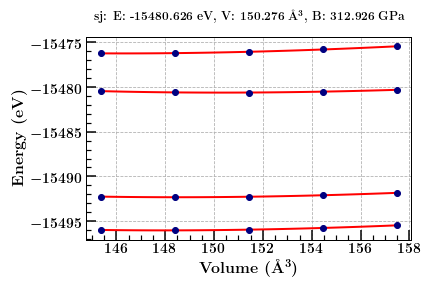 sj: E: -15480.626 eV, V: 150.276 Å³, B: 312.926 GPa
−15475
−15480
−15485
−15490
−15495
Energy (eV)
146 148 150 152 154 156 158
Volume (Å³)